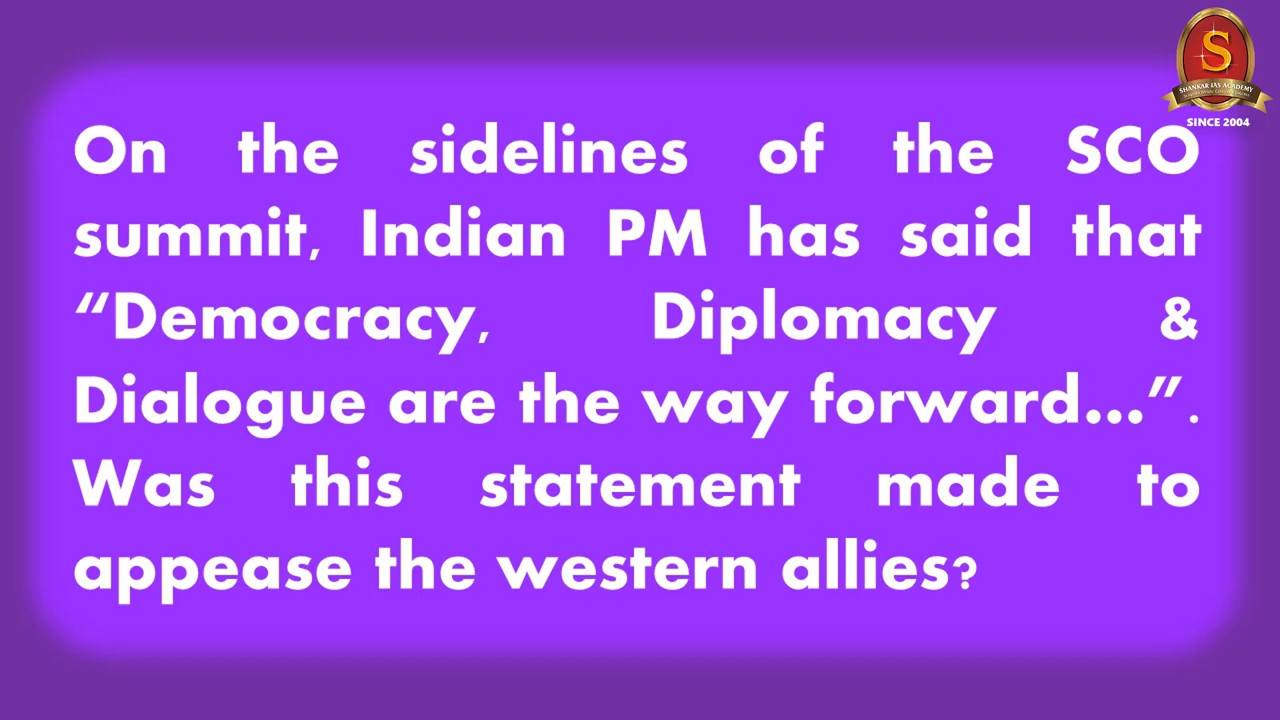 S
SHANKAR IAS ACADEMY
SINCE 2004
On the sidelines of the SCO
summit, Indian PM has said that
“Democracy, Diplomacy &
Dialogue are the way forward...”.
Was this statement made to
appease the western allies?